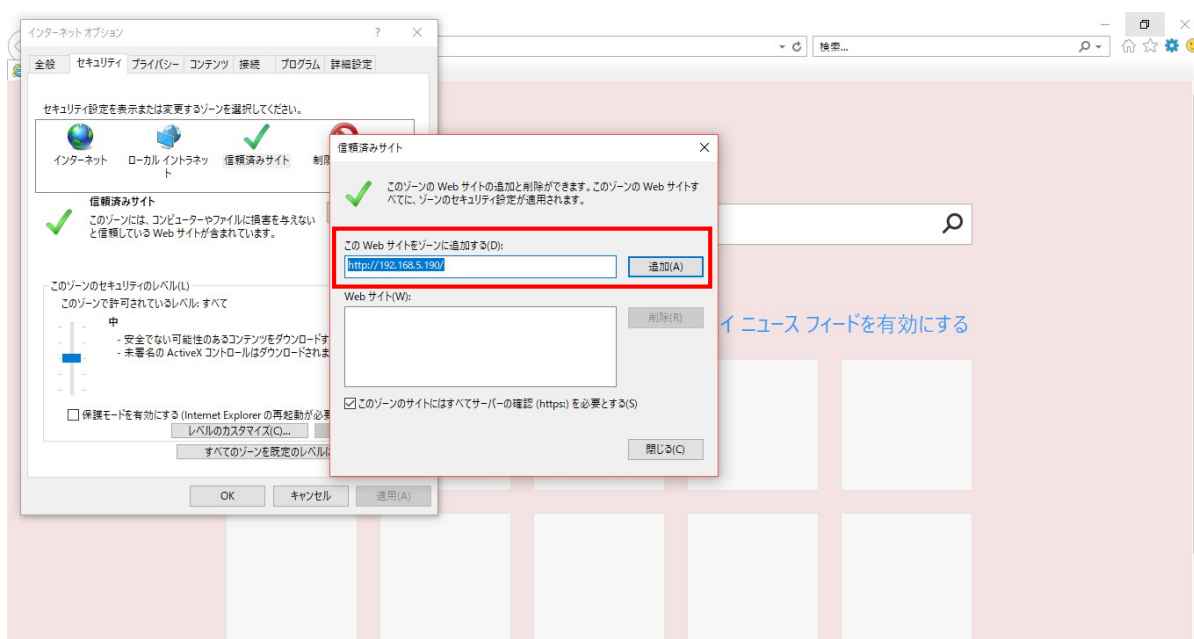 インターネット オプション
?
検索...
全般 セキュリティ プライバシー コンテンツ 接続 プログラム 詳細設定
セキュリティ設定を表示または変更するゾーンを選択してください。
インターネット
ローカル イントラネット
信頼済みサイト
信頼済みサイト
このゾーンには、コンピューターやファイルに損害を与えない
と信頼している Web サイトが含まれています。
このゾーンのセキュリティのレベル(L)
このゾーンで許可されているレベル: すべて
中
- 安全でない可能性のあるコンテンツをダウンロードす
- 未署名の ActiveX コントロールはダウンロードされま
保護モードを有効にする (Internet Explorer の再起動が必要
レベルのカスタマイズ(C)...
すべてのゾーンを既定のレベルに
OK キャンセル 適用(A)
信頼済みサイト
このゾーンの Web サイトの追加と削除ができます。このゾーンの Web サイトす
べてに、ゾーンのセキュリティ設定が適用されます。
この Web サイトをゾーンに追加する(D):
http://192.168.5.190/
追加(A)
Web サイト(W):
削除(R)
このゾーンのサイトにはすべてサーバーの確認 (https:) を必要とする(S)
閉じる(C)
イ ニュース フィードを有効にする